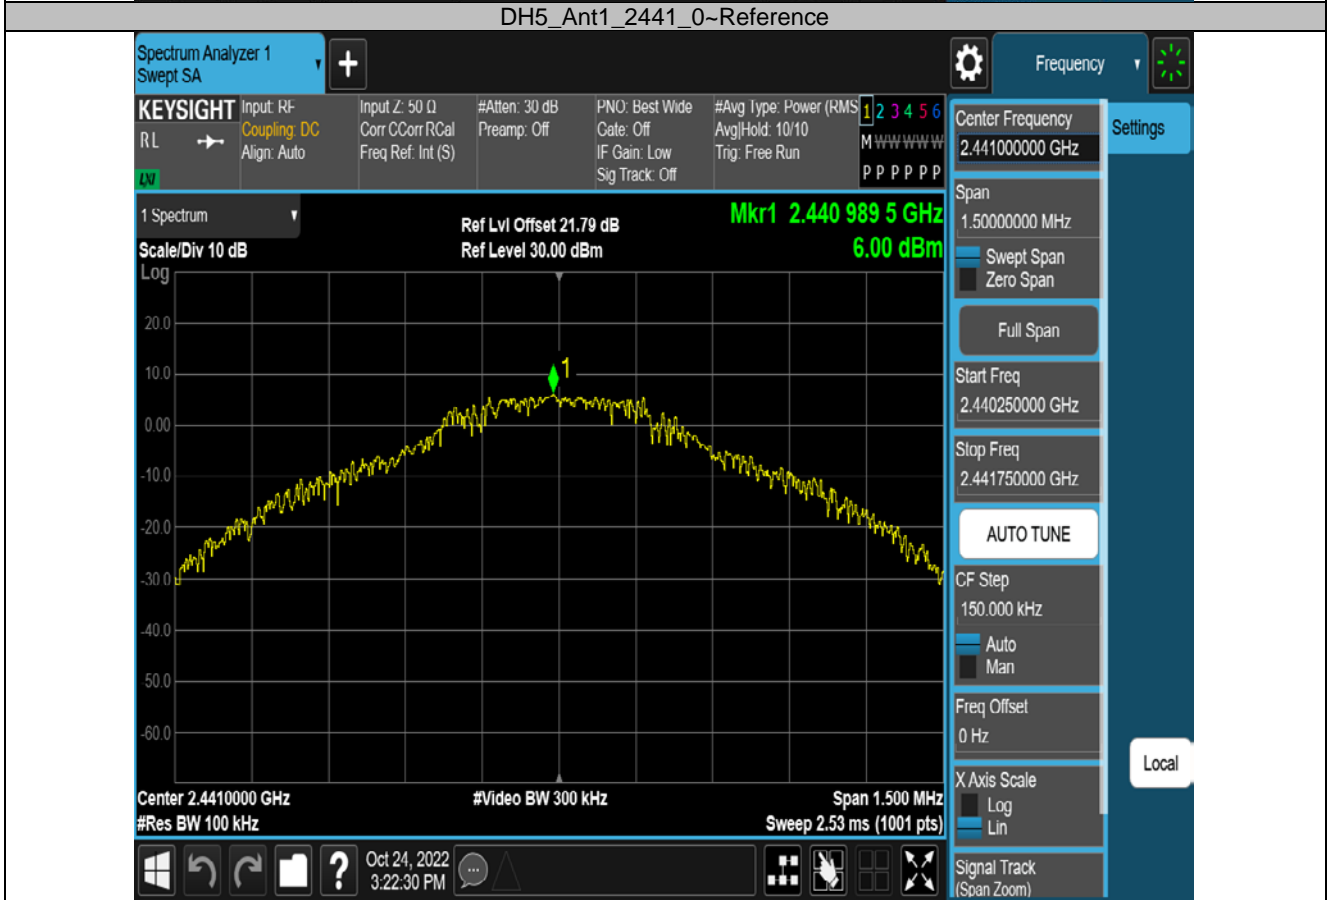 DH5_Ant1_2441_0~Reference
Spectrum Analyzer 1
Swept SA
Frequency
KEYSIGHT
RL
LXI
Input: RF
Coupling: DC
Align: Auto
Input Z: 50 Ω
Corr CCorr RCal
Freq Ref: Int (S)
#Atten: 30 dB
Preamp: Off
PNO: Best Wide
Gate: Off
IF Gain: Low
Sig Track: Off
#Avg Type: Power (RMS
Avg|Hold: 10/10
Trig: Free Run
1 2 3 4 5 6
M W W W W W
P P P P P P
Settings
Center Frequency
2.441000000 GHz
Span
1.50000000 MHz
Swept Span
Zero Span
Full Span
Start Freq
2.440250000 GHz
Stop Freq
2.441750000 GHz
AUTO TUNE
CF Step
150.000 kHz
Auto
Man
Freq Offset
0 Hz
X Axis Scale
Log
Lin
Signal Track
(Span Zoom)
Local
1 Spectrum
Scale/Div 10 dB
Log
Ref Lvl Offset 21.79 dB
Ref Level 30.00 dBm
Mkr1 2.440 989 5 GHz
6.00 dBm
1
20.0
10.0
0.00
-10.0
-20.0
-30.0
-40.0
-50.0
-60.0
Center 2.4410000 GHz
#Res BW 100 kHz
#Video BW 300 kHz
Span 1.500 MHz
Sweep 2.53 ms (1001 pts)
?
Oct 24, 2022
3:22:30 PM